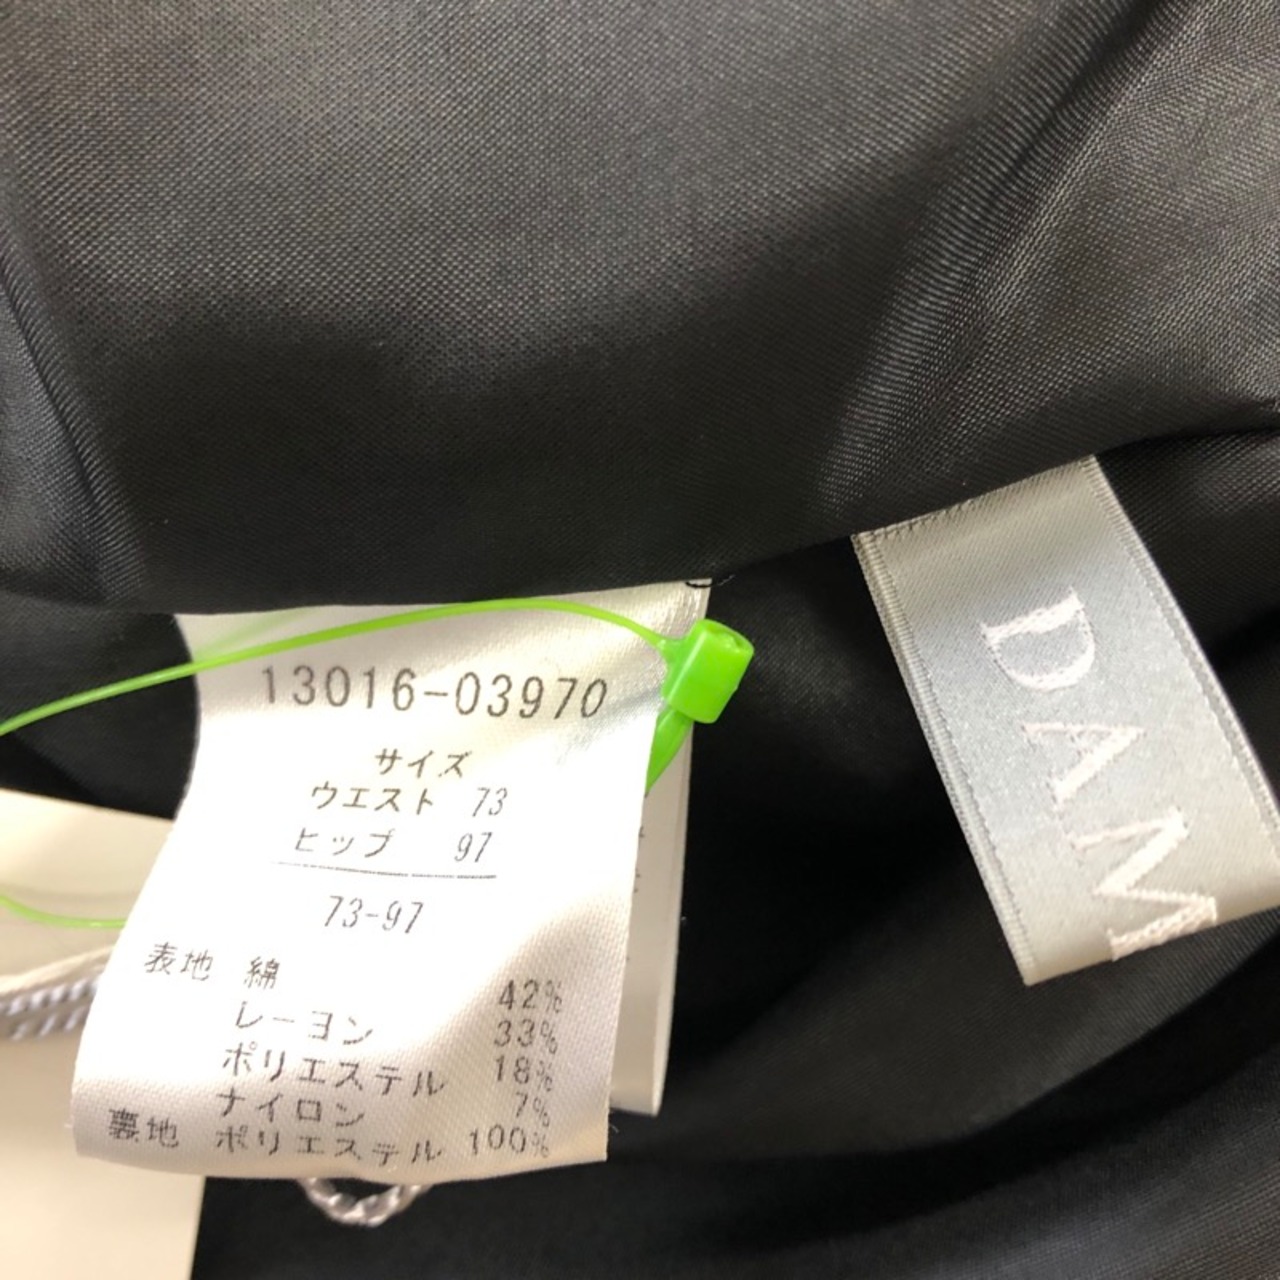 13016-03970
サイズ
ウエスト 73
ヒップ 97
73-97
表地 綿 42%
レーヨン 33%
ポリエステル 18%
ナイロン 7%
裏地 ポリエステル 100%
DAM